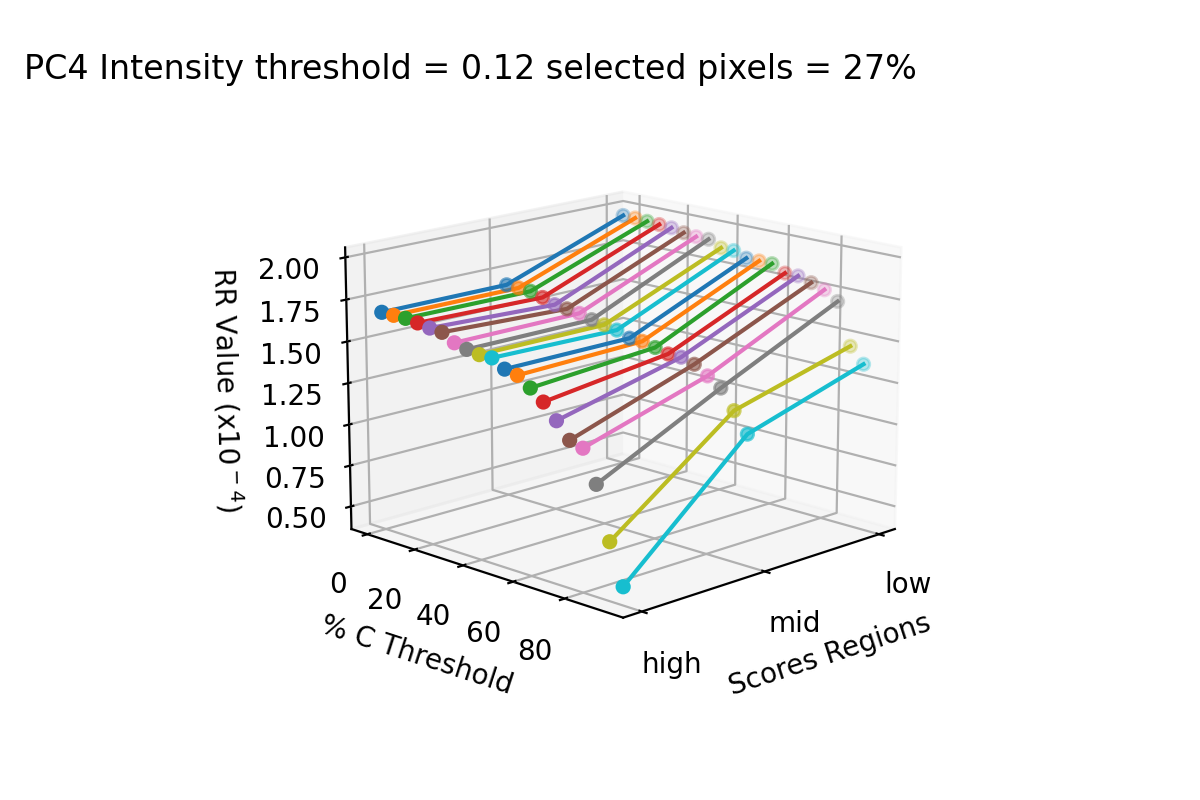 PC4 Intensity threshold = 0.12 selected pixels = 27%
RR Value (x10⁻⁴)
2.00
1.75
1.50
1.25
1.00
0.75
0.50
0
20
40
60
80
% C Threshold
high
mid
low
Scores Regions